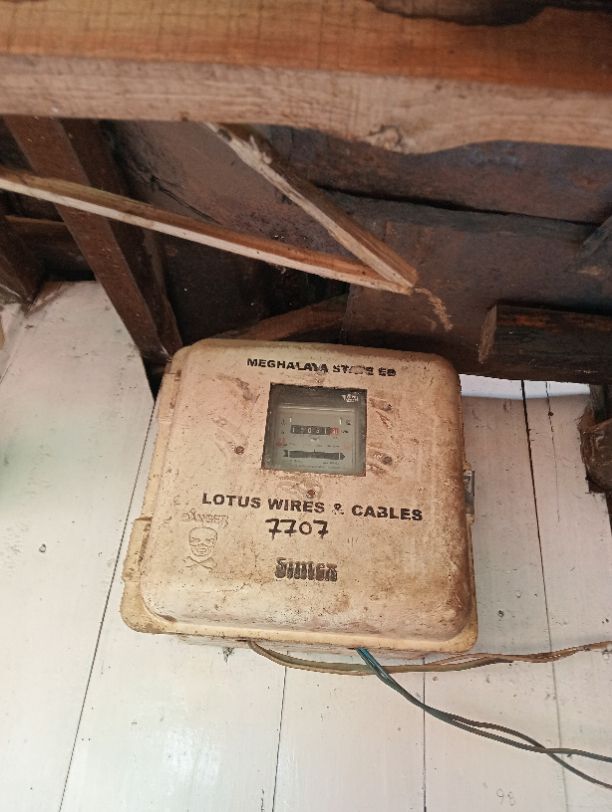 MEGHALAYA STATE EB
LOTUS WIRES & CABLES
DANGER
7707
Sintex